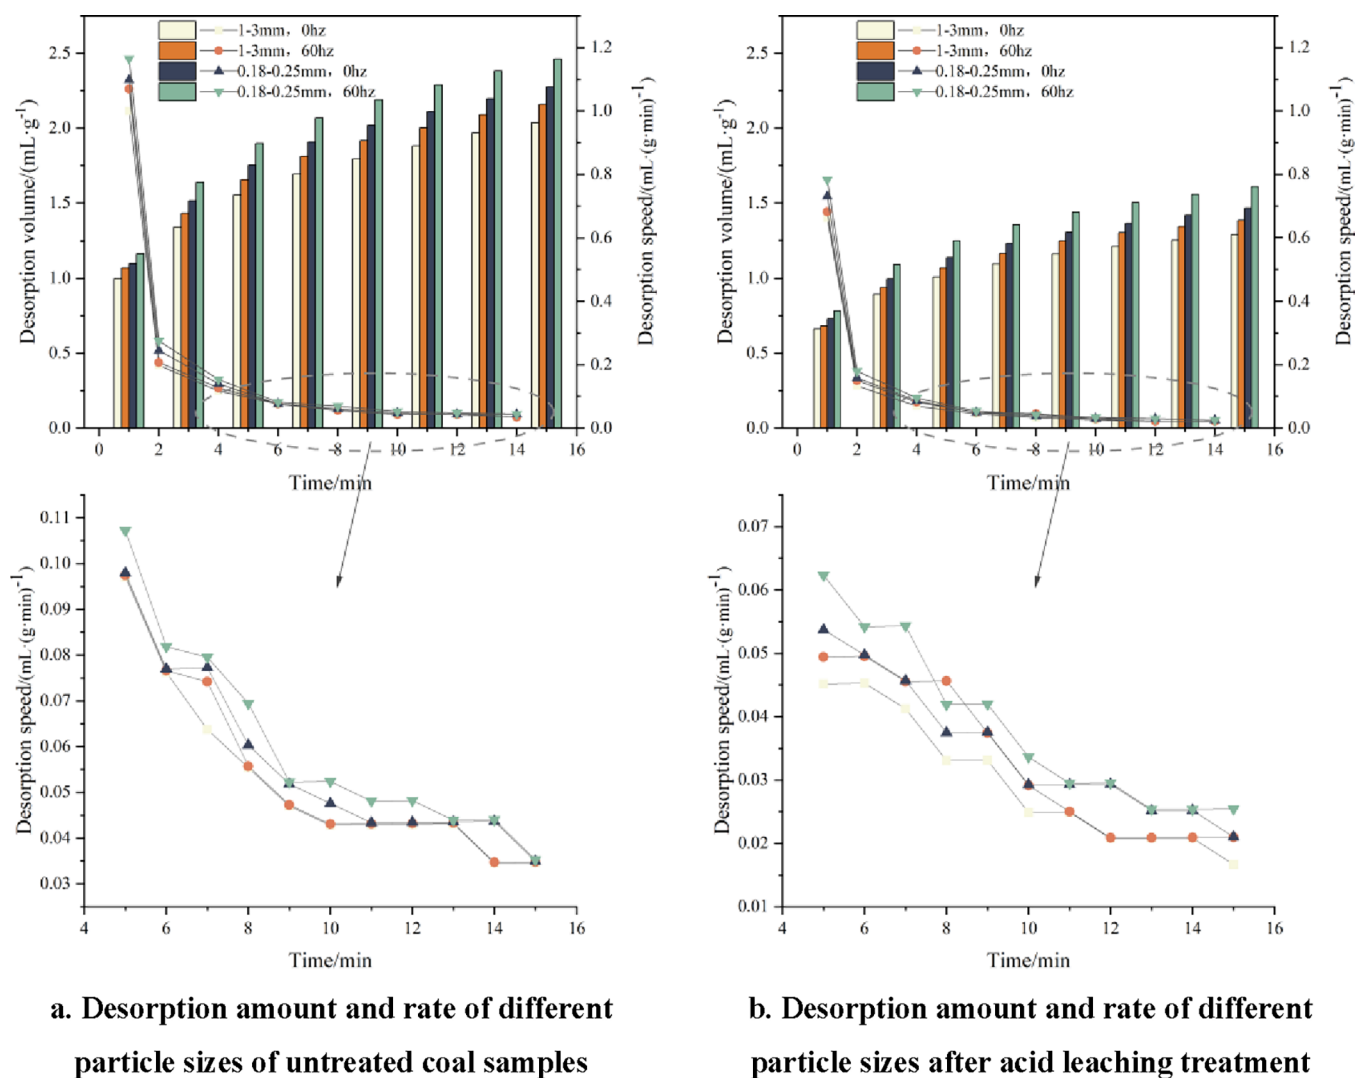 1-3mm, 0hz
1-3mm, 60hz
0.18-0.25mm, 0hz
0.18-0.25mm, 60hz
Desorption volume/(mL·g⁻¹)
2.5
2.0
1.5
1.0
0.5
0.0
1.2
1.0
0.8
0.6
0.4
0.2
0.0
Desorption speed/(mL·(g·min)⁻¹)
0 2 4 6 8 10 12 14 16
Time/min
1-3mm, 0hz
1-3mm, 60hz
0.18-0.25mm, 0hz
0.18-0.25mm, 60hz
Desorption volume/(mL·g⁻¹)
2.5
2.0
1.5
1.0
0.5
0.0
1.2
1.0
0.8
0.6
0.4
0.2
0.0
Desorption speed/(mL·(g·min)⁻¹)
0 2 4 6 8 10 12 14 16
Time/min
Desorption speed/(mL·(g·min)⁻¹)
0.11
0.10
0.09
0.08
0.07
0.06
0.05
0.04
0.03
4 6 8 10 12 14 16
Time/min
Desorption speed/(mL·(g·min)⁻¹)
0.07
0.06
0.05
0.04
0.03
0.02
0.01
4 6 8 10 12 14 16
Time/min
a. Desorption amount and rate of different
particle sizes of untreated coal samples
b. Desorption amount and rate of different
particle sizes after acid leaching treatment